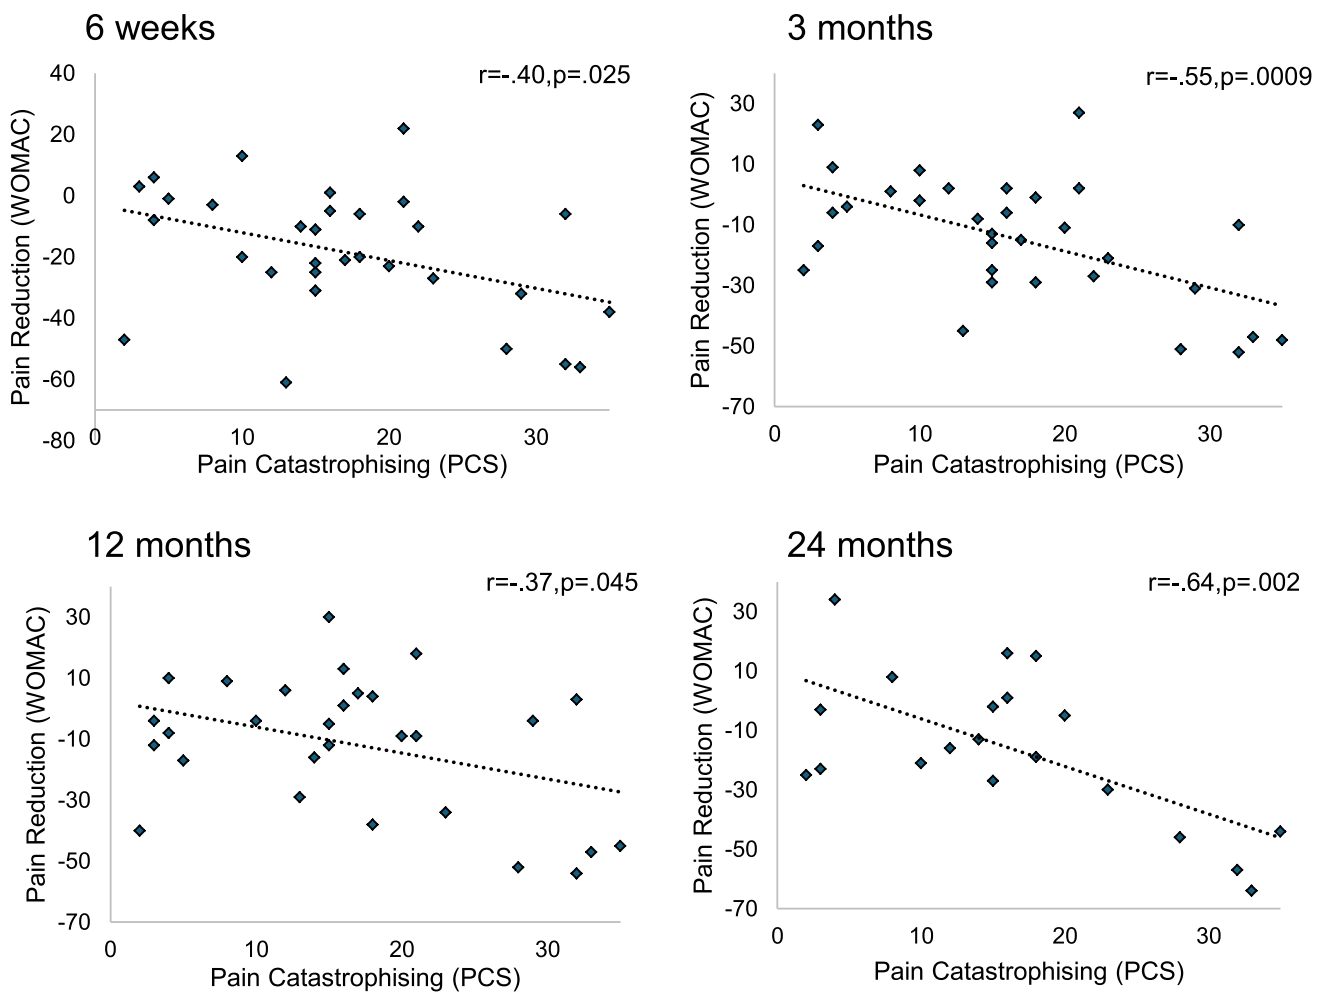 6 weeks
r=-.40,p=.025
Pain Reduction (WOMAC)
40
20
0
-20
-40
-60
-80
0 10 20 30
Pain Catastrophising (PCS)
3 months
r=-.55,p=.0009
Pain Reduction (WOMAC)
30
10
-10
-30
-50
-70
0 10 20 30
Pain Catastrophising (PCS)
12 months
r=-.37,p=.045
Pain Reduction (WOMAC)
30
10
-10
-30
-50
-70
0 10 20 30
Pain Catastrophising (PCS)
24 months
r=-.64,p=.002
Pain Reduction (WOMAC)
30
10
-10
-30
-50
-70
0 10 20 30
Pain Catastrophising (PCS)